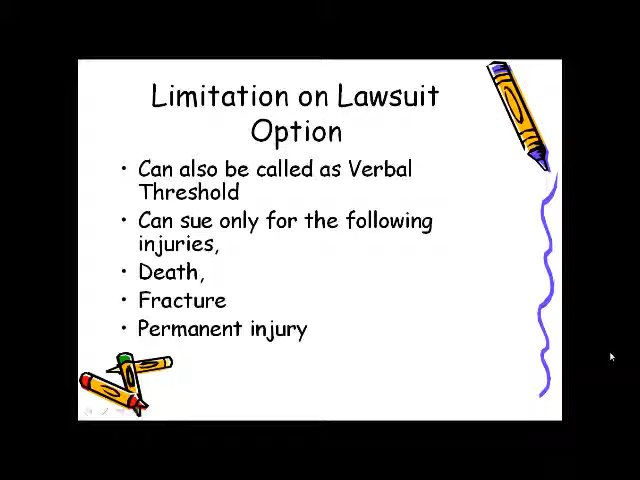 Limitation on Lawsuit
Option
• Can also be called as Verbal
Threshold
• Can sue only for the following
injuries,
• Death,
• Fracture
• Permanent injury